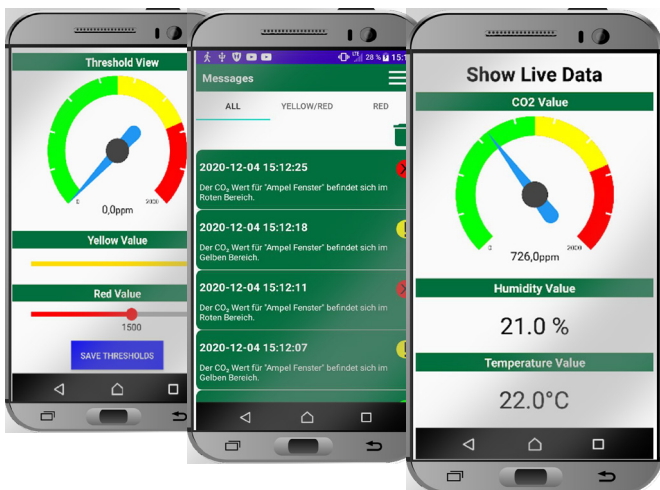 Threshold View
0
2000
0,0ppm
Yellow Value
Red Value
1500
SAVE THRESHOLDS
LTE 28 % 15:1
Messages
ALL YELLOW/RED RED
2020-12-04 15:12:25
Der CO₂ Wert für "Ampel Fenster" befindet sich im
Roten Bereich.
2020-12-04 15:12:18
Der CO₂ Wert für "Ampel Fenster" befindet sich im
Gelben Bereich.
2020-12-04 15:12:11
Der CO₂ Wert für "Ampel Fenster" befindet sich im
Roten Bereich.
2020-12-04 15:12:07
Der CO₂ Wert für "Ampel Fenster" befindet sich im
Gelben Bereich.
Show Live Data
CO2 Value
0
2000
726,0ppm
Humidity Value
21.0 %
Temperature Value
22.0°C